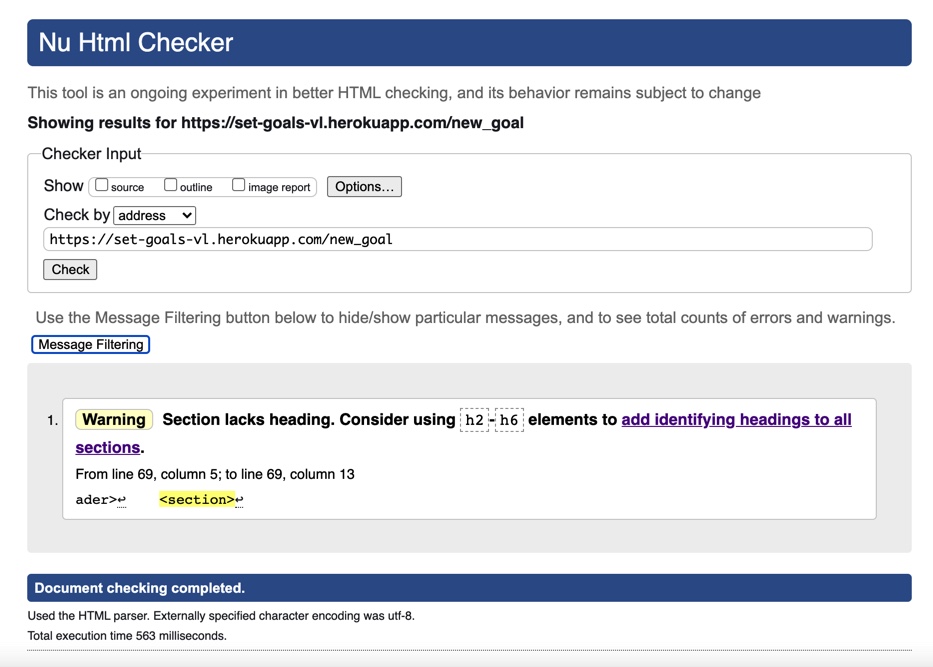 Nu Html Checker
This tool is an ongoing experiment in better HTML checking, and its behavior remains subject to change
Showing results for https://set-goals-vl.herokuapp.com/new_goal
Checker Input
Show source outline image report Options...
Check by address
https://set-goals-vl.herokuapp.com/new_goal
Check
Use the Message Filtering button below to hide/show particular messages, and to see total counts of errors and warnings.
Message Filtering
1. Warning Section lacks heading. Consider using h2-h6 elements to add identifying headings to all
sections.
From line 69, column 5; to line 69, column 13
ader>↩ <section>↩
Document checking completed.
Used the HTML parser. Externally specified character encoding was utf-8.
Total execution time 563 milliseconds.